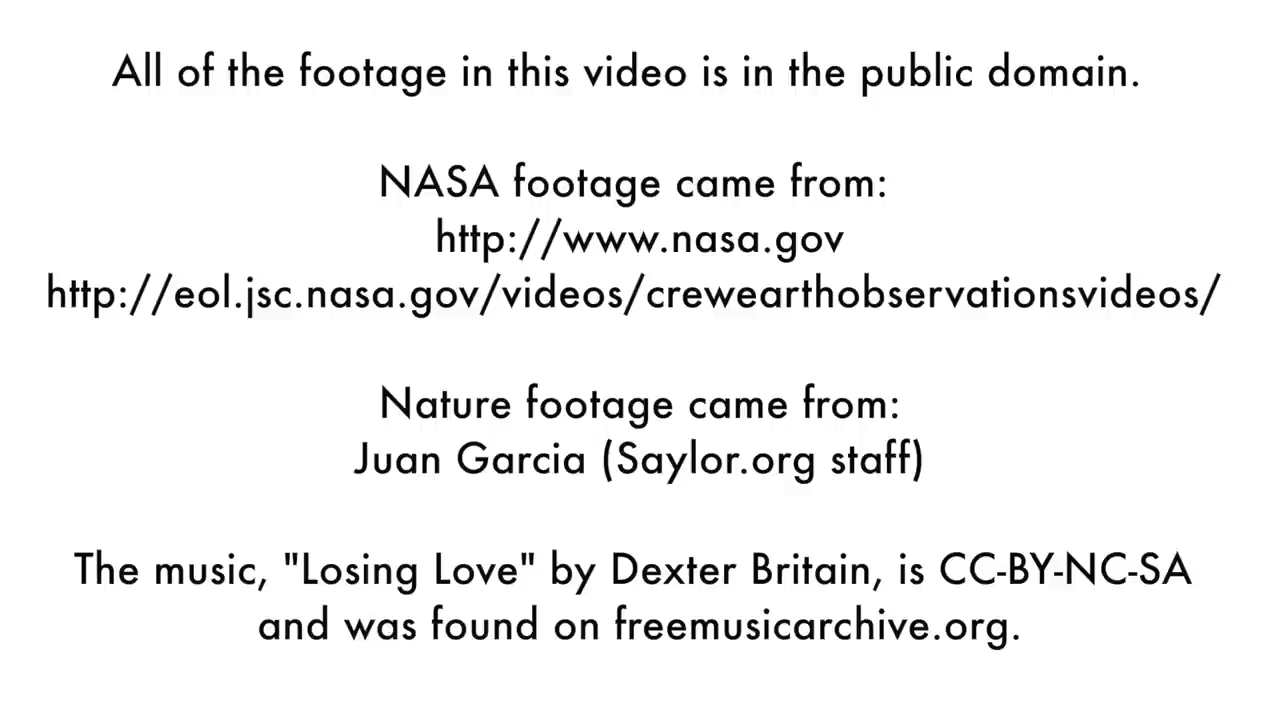 All of the footage in this video is in the public domain.
NASA footage came from:
http://www.nasa.gov
http://eol.jsc.nasa.gov/videos/crewearthobservationsvideos/
Nature footage came from:
Juan Garcia (Saylor.org staff)
The music, "Losing Love" by Dexter Britain, is CC-BY-NC-SA
and was found on freemusicarchive.org.